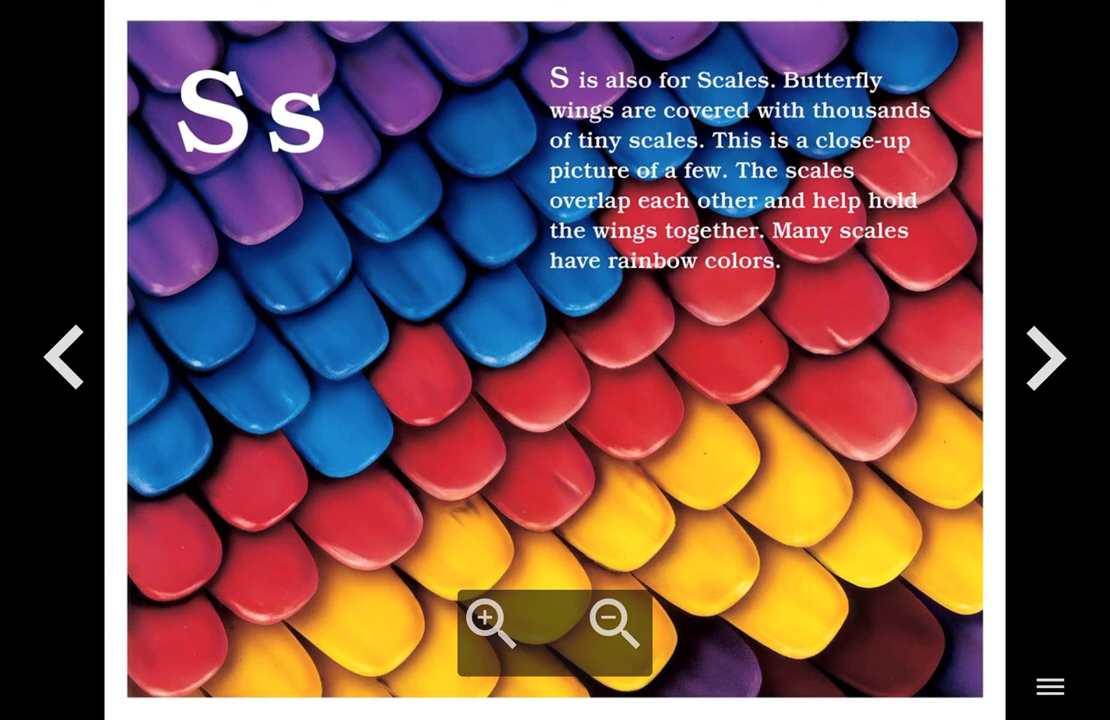 Ss
S is also for Scales. Butterfly
wings are covered with thousands
of tiny scales. This is a close-up
picture of a few. The scales
overlap each other and help hold
the wings together. Many scales
have rainbow colors.